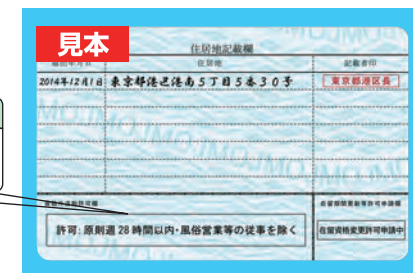 見本
住居地記載欄
届出年月日 住居地 記載者印
2014年12月1日 東京都港区港南5丁目5番30号 東京都港区長
MOJ MOJ MOJ MOJ
資格外活動許可欄 在留期間更新等許可申請欄
許可:原則週28時間以内・風俗営業等の従事を除く 在留資格変更許可申請中